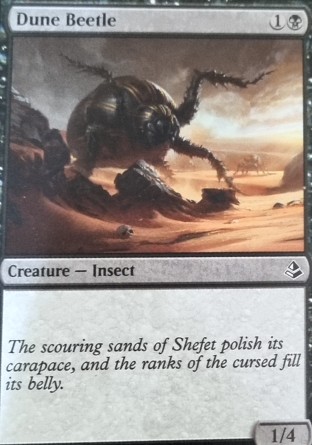 Dune Beetle 1
Creature — Insect
The scouring sands of Shefet polish its
carapace, and the ranks of the cursed fill
its belly.
1/4